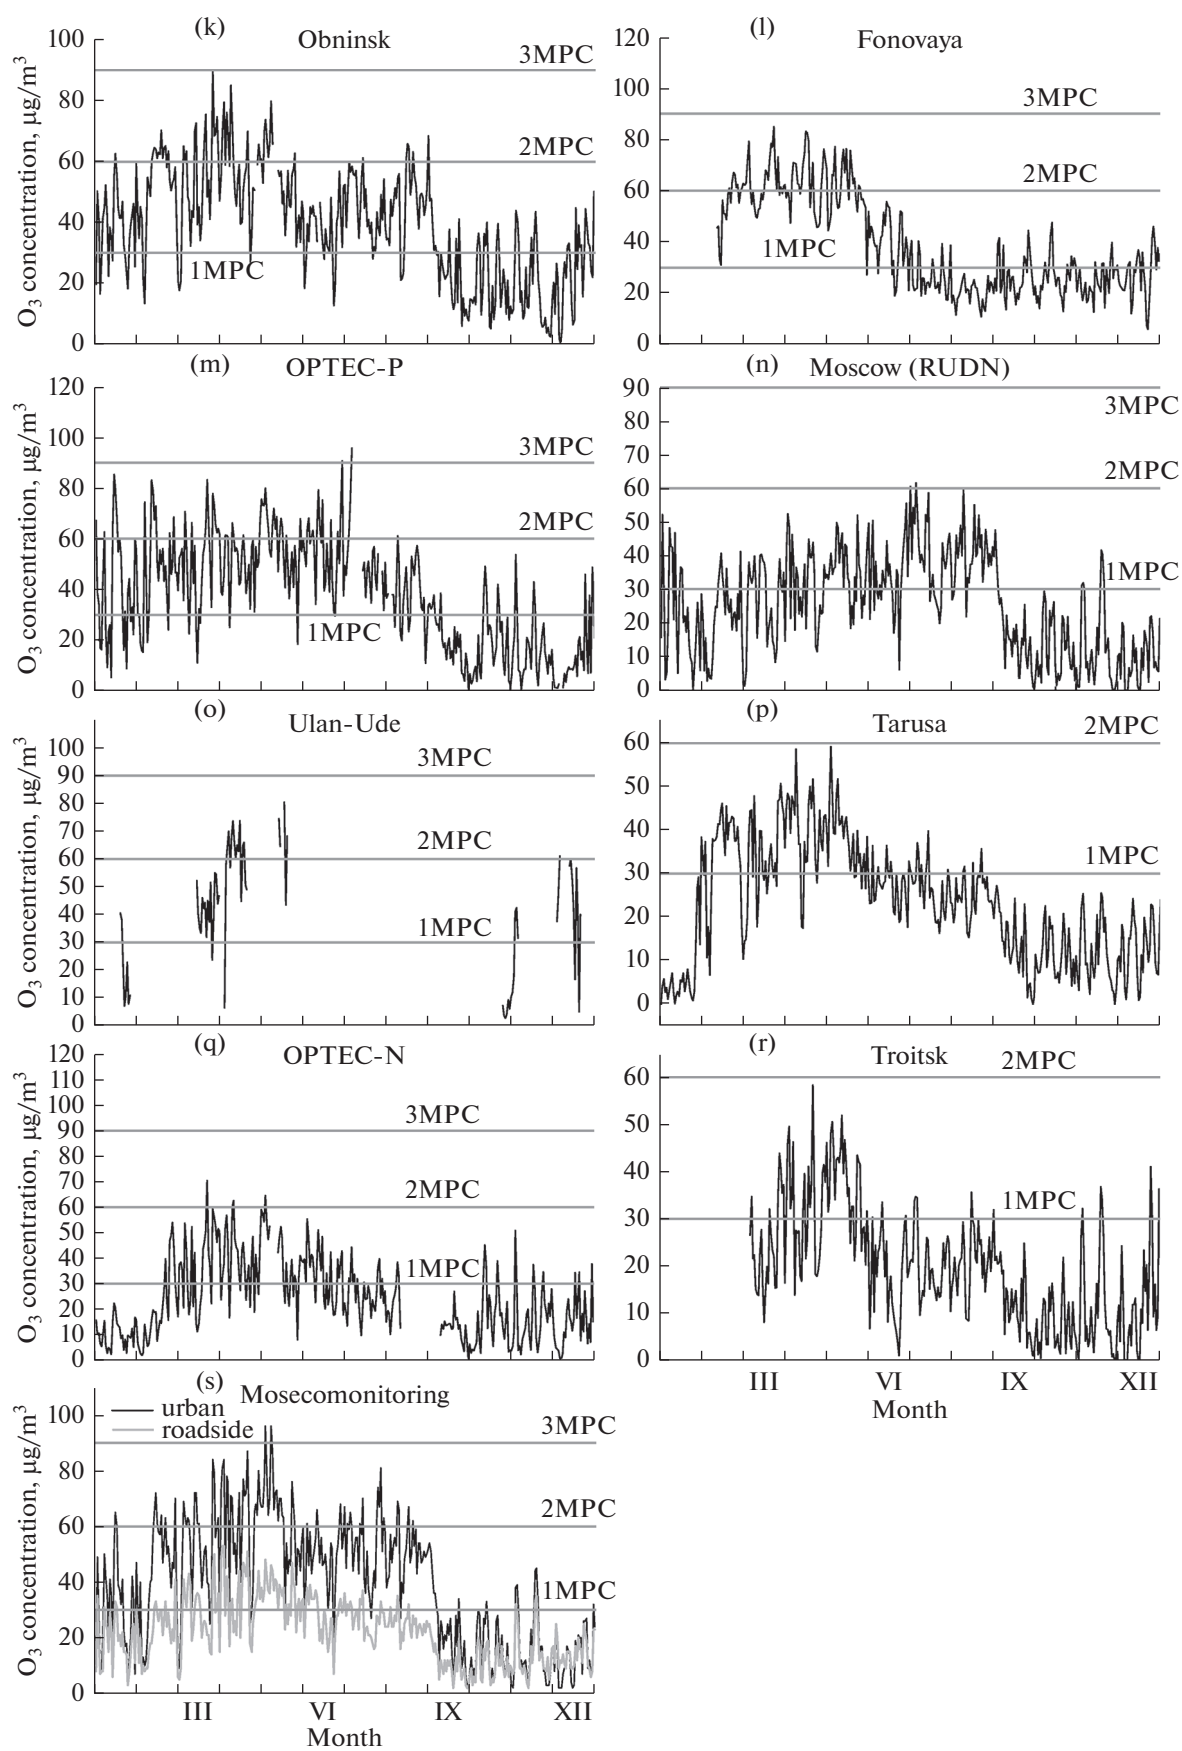 (k)
Obninsk
O3 concentration, μg/m3
100
80
60
40
20
0
3MPC
2MPC
1MPC
(l)
Fonovaya
120
100
80
60
40
20
0
3MPC
2MPC
1MPC
(m)
OPTEC-P
O3 concentration, μg/m3
120
100
80
60
40
20
0
3MPC
2MPC
1MPC
(n)
Moscow (RUDN)
90
80
70
60
50
40
30
20
10
0
3MPC
2MPC
1MPC
(o)
Ulan-Ude
O3 concentration, μg/m3
100
90
80
70
60
50
40
30
20
10
0
3MPC
2MPC
1MPC
(p)
Tarusa
60
50
40
30
20
10
0
2MPC
1MPC
(q)
OPTEC-N
O3 concentration, μg/m3
120
110
100
90
80
70
60
50
40
30
20
10
0
3MPC
2MPC
1MPC
(r)
Troitsk
60
50
40
30
20
10
0
2MPC
1MPC
III VI IX XII
Month
(s)
Mosecomonitoring
urban
roadside
O3 concentration, μg/m3
100
80
60
40
20
0
3MPC
2MPC
1MPC
III VI IX XII
Month